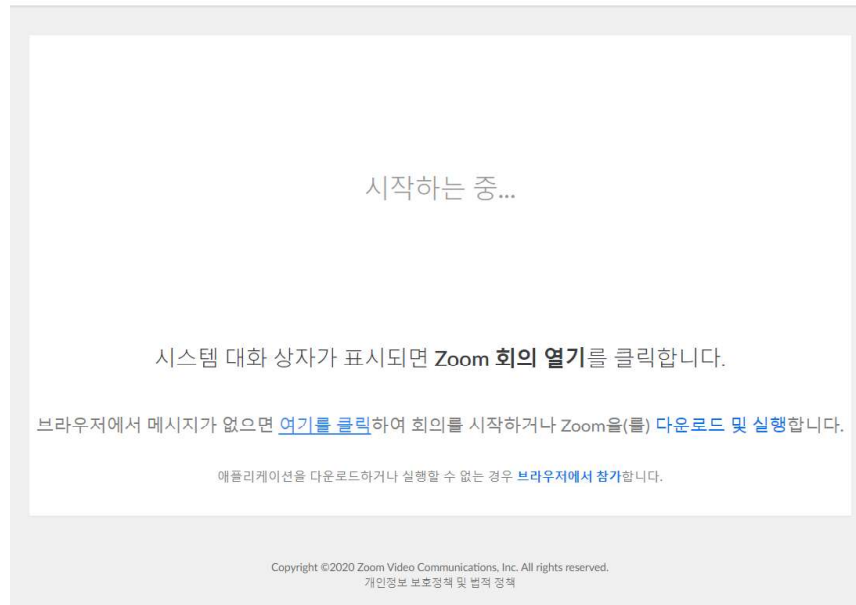 시작하는 중...
시스템 대화 상자가 표시되면 Zoom 회의 열기를 클릭합니다.
브라우저에서 메시지가 없으면 여기를 클릭하여 회의를 시작하거나 Zoom을(를) 다운로드 및 실행합니다.
애플리케이션을 다운로드하거나 실행할 수 없는 경우 브라우저에서 참가합니다.
Copyright ©2020 Zoom Video Communications, Inc. All rights reserved.
개인정보 보호정책 및 법적 정책